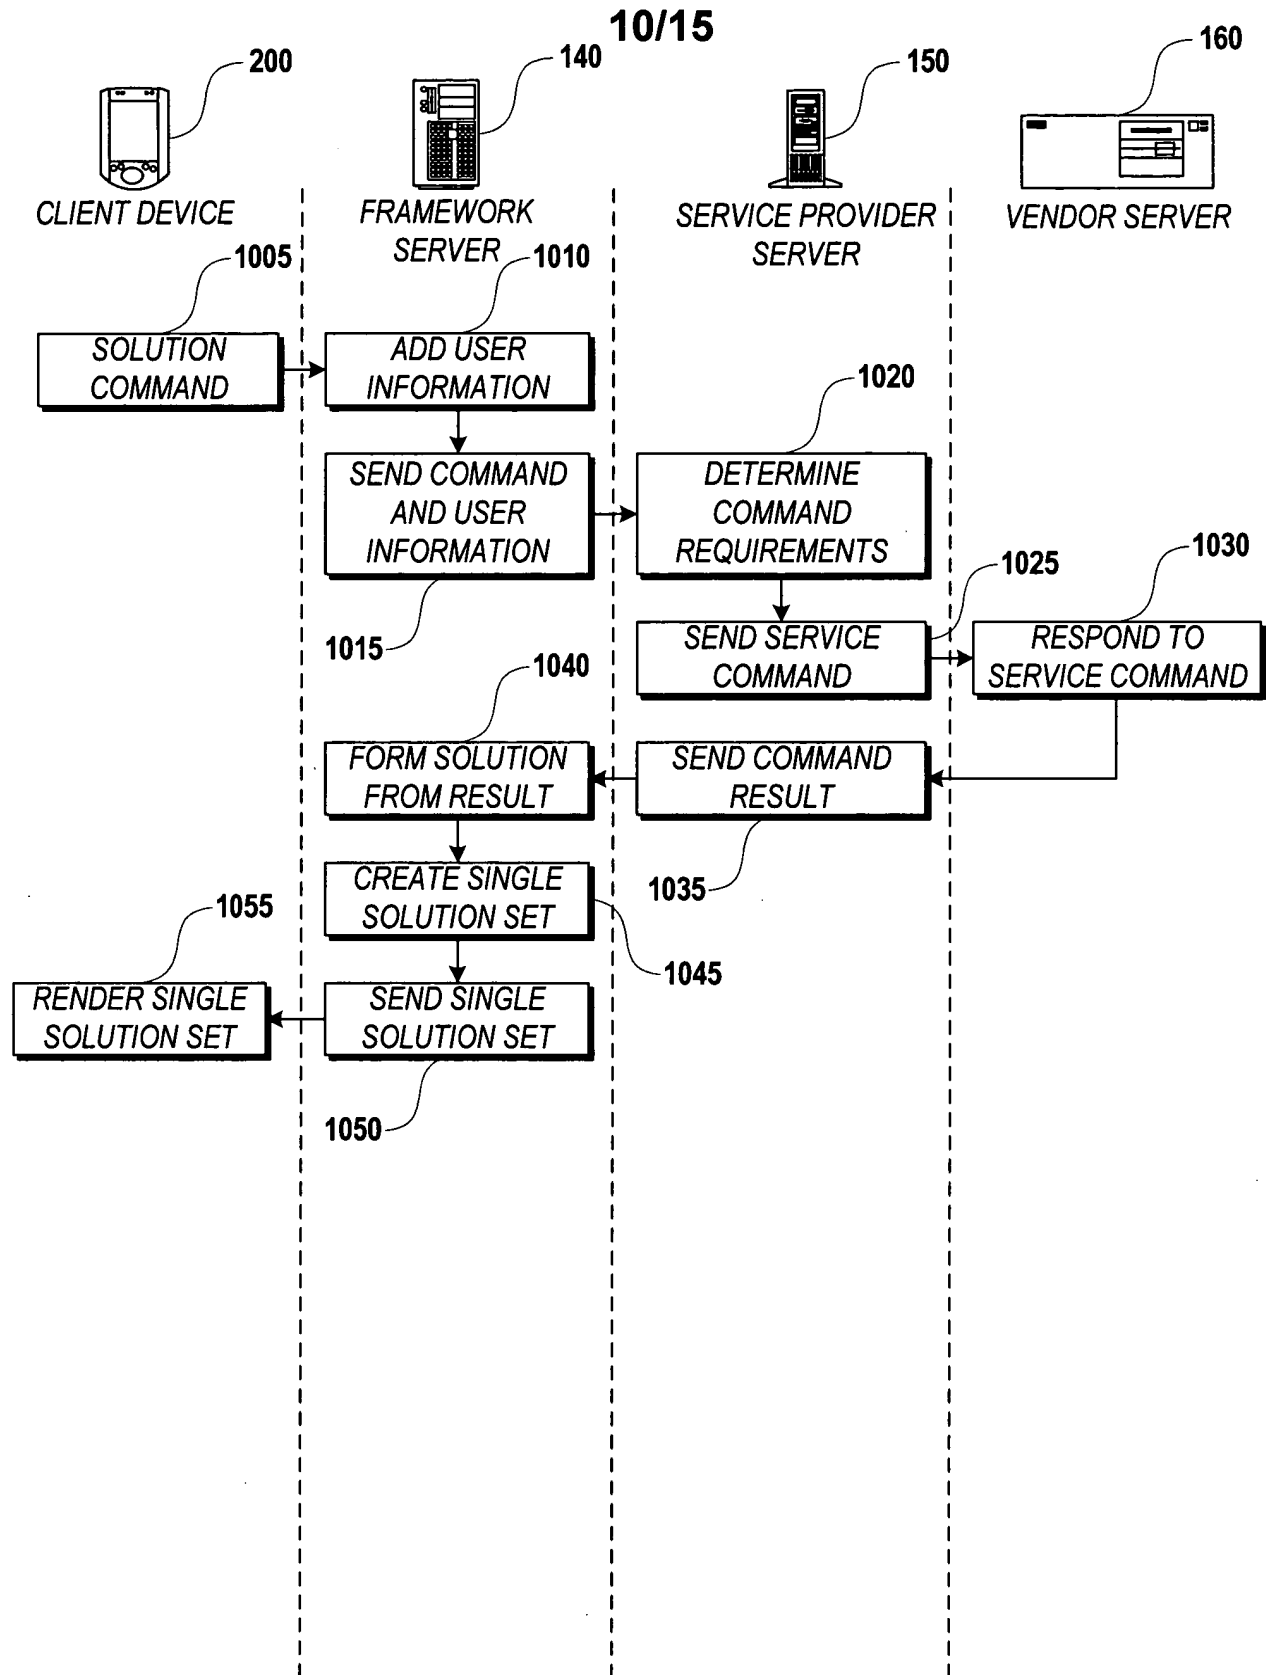 10/15
200
140
150
160
CLIENT DEVICE
FRAMEWORK
SERVER
SERVICE PROVIDER
SERVER
VENDOR SERVER
1005
1010
SOLUTION
COMMAND
ADD USER
INFORMATION
1020
SEND COMMAND
AND USER
INFORMATION
DETERMINE
COMMAND
REQUIREMENTS
1015
1025
1030
SEND SERVICE
COMMAND
RESPOND TO
SERVICE COMMAND
1040
FORM SOLUTION
FROM RESULT
SEND COMMAND
RESULT
1035
CREATE SINGLE
SOLUTION SET
1045
1055
RENDER SINGLE
SOLUTION SET
SEND SINGLE
SOLUTION SET
1050